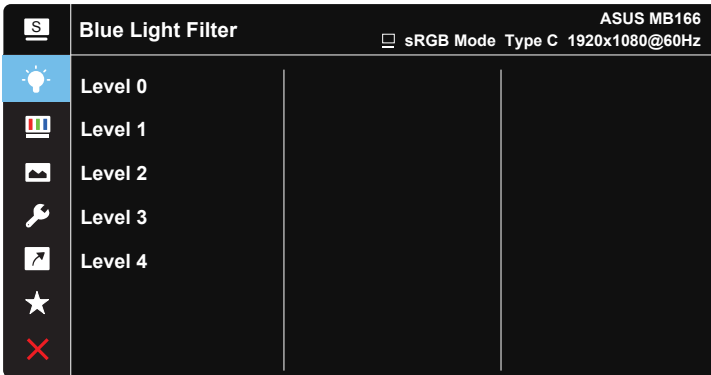 S
Blue Light Filter
ASUS MB166
sRGB Mode Type C 1920x1080@60Hz
Level 0
Level 1
Level 2
Level 3
Level 4